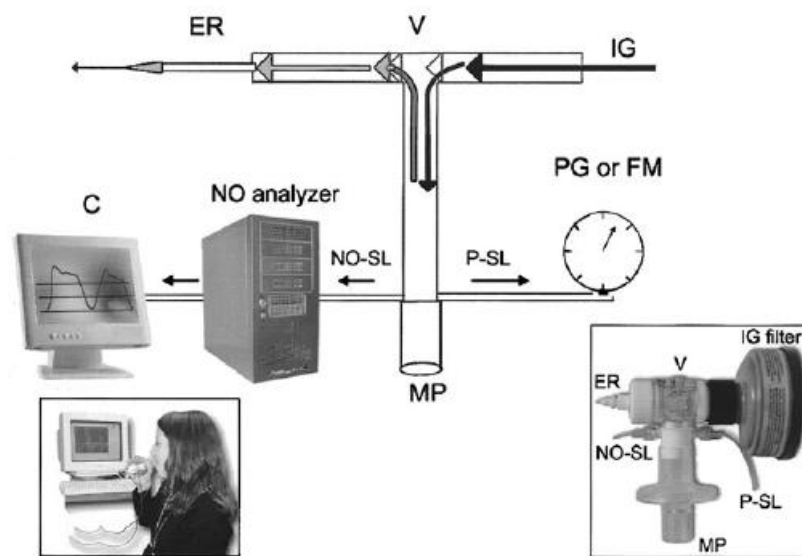 ER
V
IG
PG or FM
C
NO analyzer
NO-SL
P-SL
MP
IG filter
V
ER
NO-SL
P-SL
MP